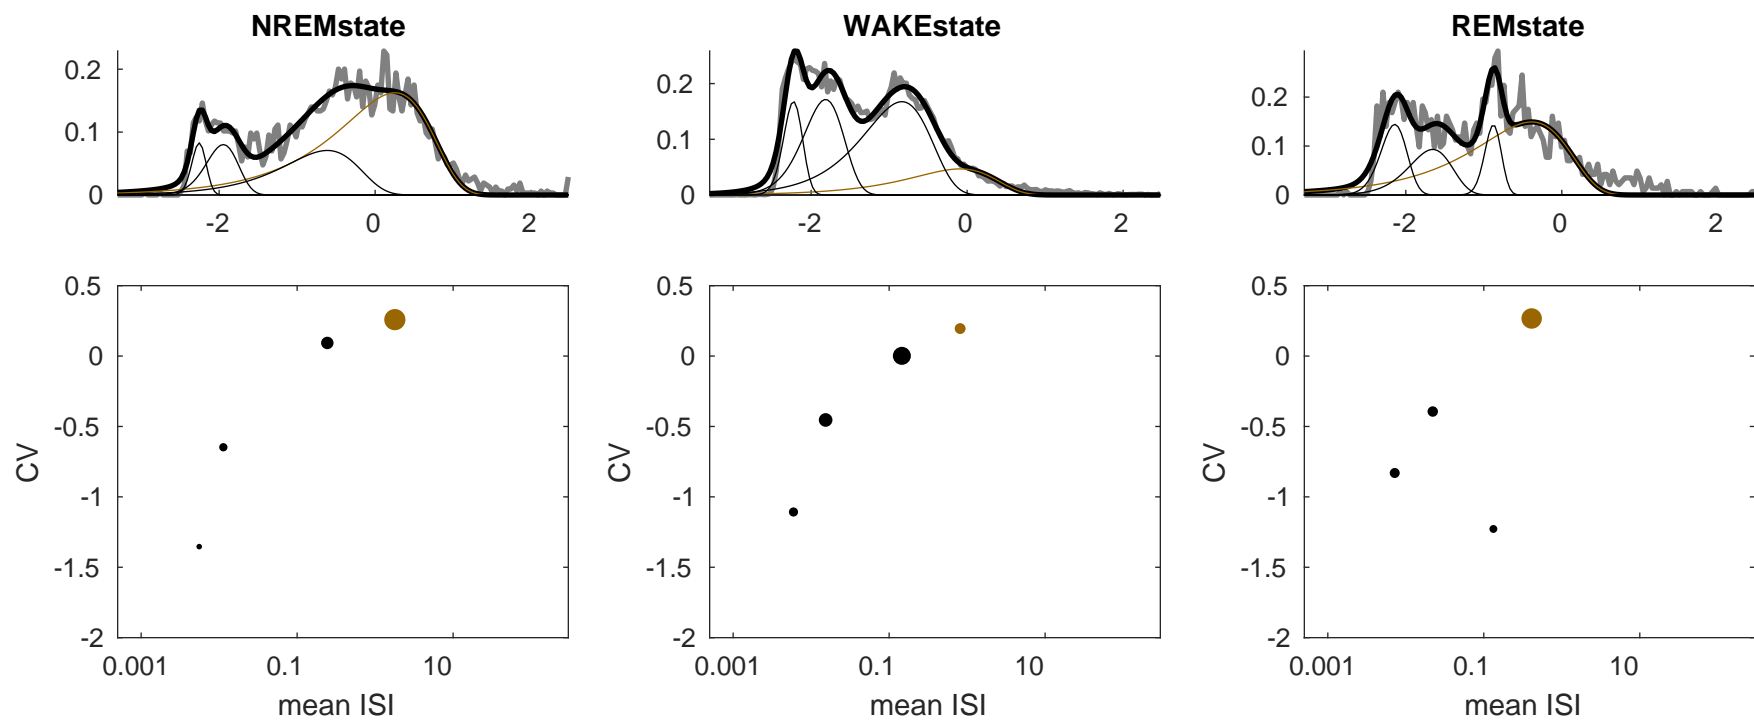 NREMstate WAKEstate REMstate
0.2 0.2 0.2
0.1 0.1 0.1
0 0 0
-2 0 2 -2 0 2 -2 0 2
0.5 0.5 0.5
0 0 0
-0.5 -0.5 -0.5
CV CV CV
-1 -1 -1
-1.5 -1.5 -1.5
-2 -2 -2
0.001 0.1 10 0.001 0.1 10 0.001 0.1 10
mean ISI mean ISI mean ISI